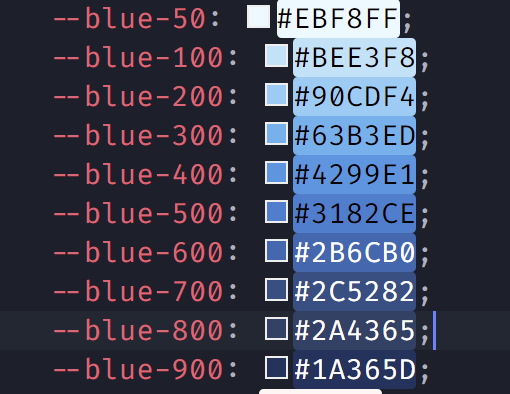 --blue-50: #EBF8FF;
--blue-100: #BEE3F8;
--blue-200: #90CDF4;
--blue-300: #63B3ED;
--blue-400: #4299E1;
--blue-500: #3182CE;
--blue-600: #2B6CB0;
--blue-700: #2C5282;
--blue-800: #2A4365;
--blue-900: #1A365D;